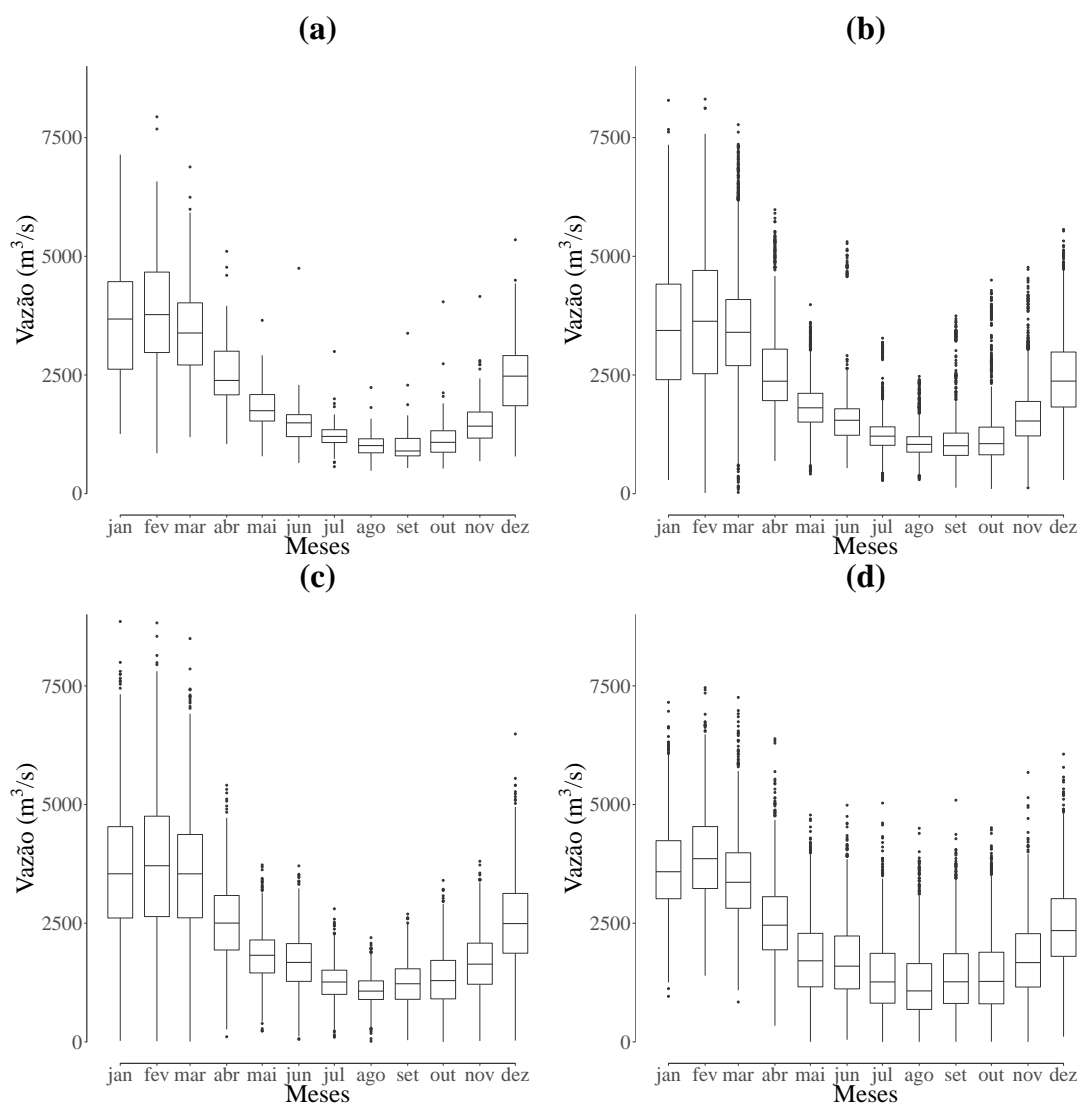 (a)
Vazão (m³/s)
7500
5000
2500
0
jan fev mar abr mai jun jul ago set out nov dez
Meses
(b)
Vazão (m³/s)
7500
5000
2500
0
jan fev mar abr mai jun jul ago set out nov dez
Meses
(c)
Vazão (m³/s)
7500
5000
2500
0
jan fev mar abr mai jun jul ago set out nov dez
Meses
(d)
Vazão (m³/s)
7500
5000
2500
0
jan fev mar abr mai jun jul ago set out nov dez
Meses